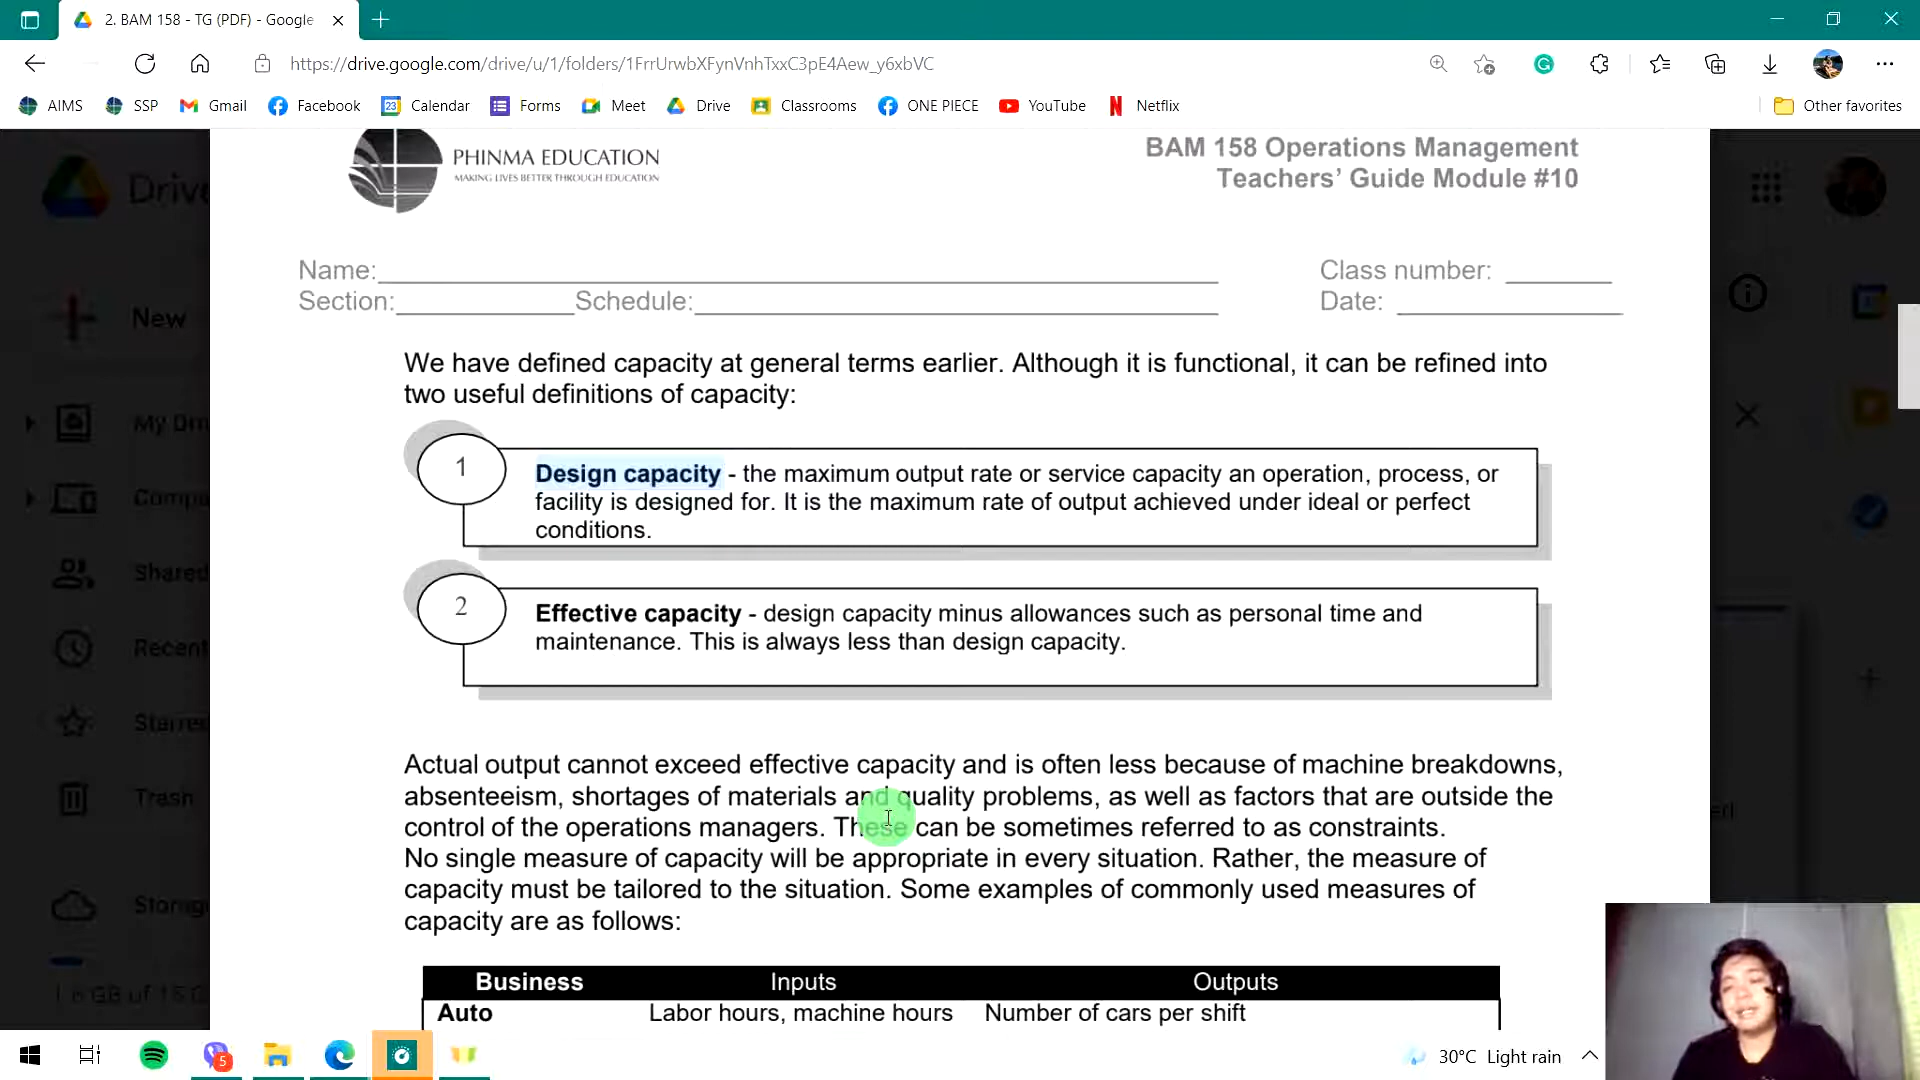 2. BAM 158 - TG (PDF) - Google
https://drive.google.com/drive/u/1/folders/1FrrUrwbXFynVnhTxxC3pE4Aew_y6xbVC
AIMS SSP Gmail Facebook Calendar Forms Meet Drive Classrooms ONE PIECE YouTube Netflix Other favorites
PHINMA EDUCATION
MAKING LIVES BETTER THROUGH EDUCATION
BAM 158 Operations Management
Teachers' Guide Module #10
Drive
New
Shared
Recent
Trash
Name: Class number:
Section: Schedule: Date:
We have defined capacity at general terms earlier. Although it is functional, it can be refined into
two useful definitions of capacity:
1
Design capacity - the maximum output rate or service capacity an operation, process, or
facility is designed for. It is the maximum rate of output achieved under ideal or perfect
conditions.
2
Effective capacity - design capacity minus allowances such as personal time and
maintenance. This is always less than design capacity.
Actual output cannot exceed effective capacity and is often less because of machine breakdowns,
absenteeism, shortages of materials and quality problems, as well as factors that are outside the
control of the operations managers. These can be sometimes referred to as constraints.
No single measure of capacity will be appropriate in every situation. Rather, the measure of
capacity must be tailored to the situation. Some examples of commonly used measures of
capacity are as follows:
Business Inputs Outputs
Auto Labor hours, machine hours Number of cars per shift
5
30°C Light rain